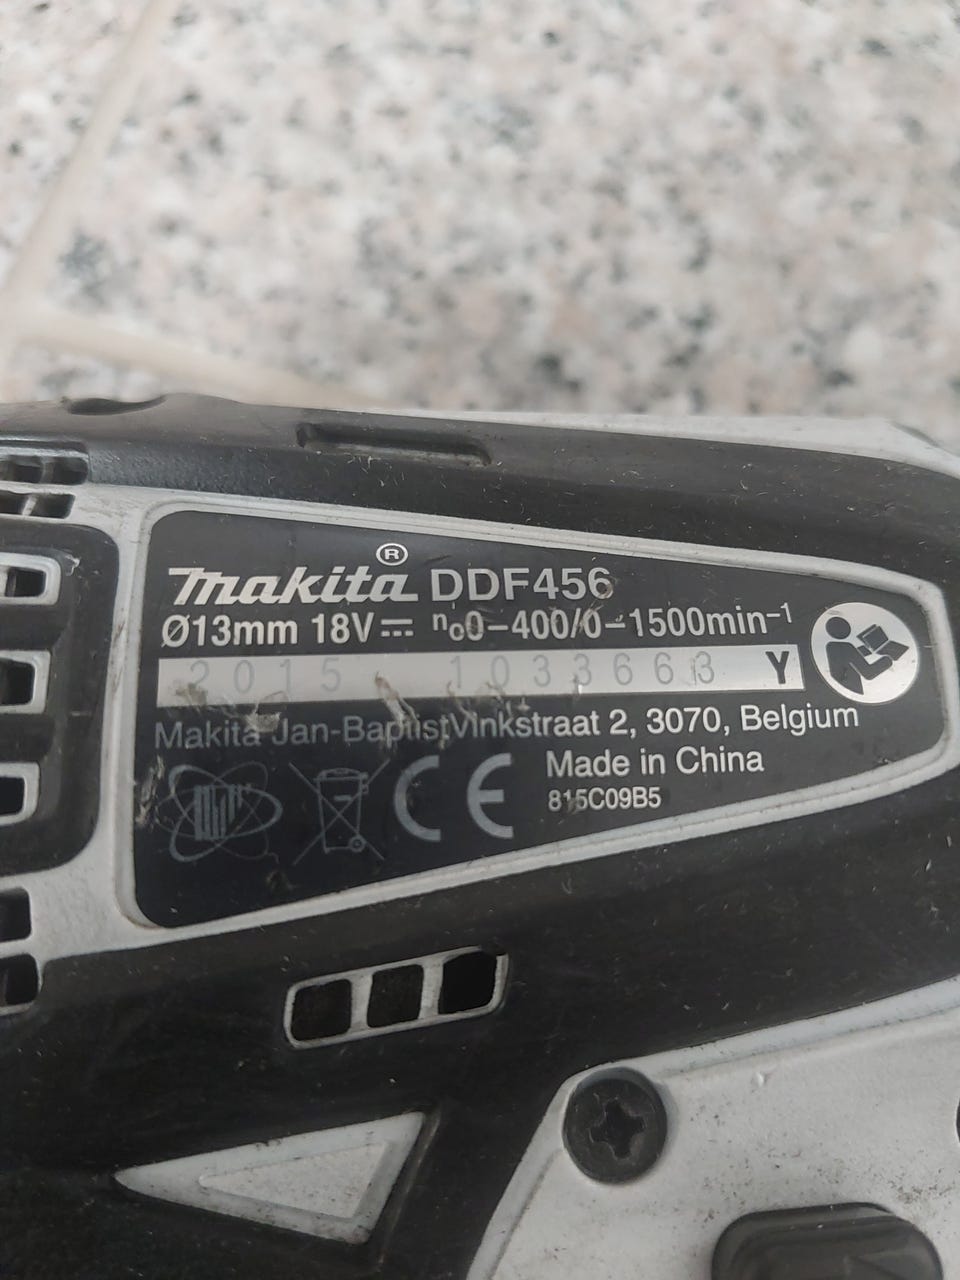 makita® DDF456
Ø13mm 18V⎓ n₀0-400/0-1500min⁻¹
2015 1033663 Y
Makita Jan-BaptistVinkstraat 2, 3070, Belgium
Made in China
CE
815C09B5